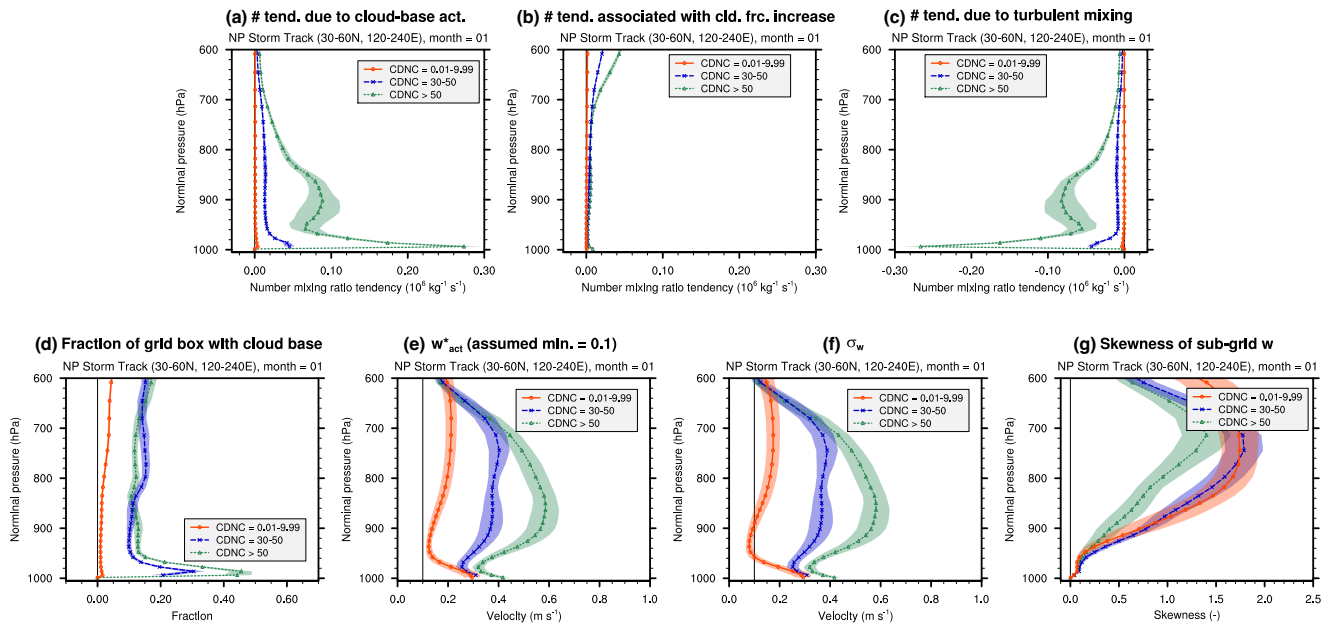 (a) # tend. due to cloud-base act.
NP Storm Track (30-60N, 120-240E), month = 01
CDNC = 0.01-9.99
CDNC = 30-50
CDNC > 50
600
700
800
900
1000
Norminal pressure (hPa)
0.00
0.10
0.20
0.30
Number mixing ratio tendency (10⁶ kg⁻¹ s⁻¹)
(b) # tend. associated with cld. frc. increase
NP Storm Track (30-60N, 120-240E), month = 01
CDNC = 0.01-9.99
CDNC = 30-50
CDNC > 50
600
700
800
900
1000
Norminal pressure (hPa)
0.00
0.10
0.20
0.30
Number mixing ratio tendency (10⁶ kg⁻¹ s⁻¹)
(c) # tend. due to turbulent mixing
NP Storm Track (30-60N, 120-240E), month = 01
CDNC = 0.01-9.99
CDNC = 30-50
CDNC > 50
600
700
800
900
1000
Norminal pressure (hPa)
-0.30
-0.20
-0.10
0.00
Number mixing ratio tendency (10⁶ kg⁻¹ s⁻¹)
(d) Fraction of grid box with cloud base
NP Storm Track (30-60N, 120-240E), month = 01
600
700
800
900
1000
Norminal pressure (hPa)
CDNC = 0.01-9.99
CDNC = 30-50
CDNC > 50
0.00
0.20
0.40
0.60
Fraction
(e) w*act (assumed min. = 0.1)
NP Storm Track (30-60N, 120-240E), month = 01
CDNC = 0.01-9.99
CDNC = 30-50
CDNC > 50
600
700
800
900
1000
Norminal pressure (hPa)
0.0
0.2
0.4
0.6
0.8
1.0
Velocity (m s⁻¹)
(f) σw
NP Storm Track (30-60N, 120-240E), month = 01
CDNC = 0.01-9.99
CDNC = 30-50
CDNC > 50
600
700
800
900
1000
Norminal pressure (hPa)
0.0
0.2
0.4
0.6
0.8
1.0
Velocity (m s⁻¹)
(g) Skewness of sub-grid w
NP Storm Track (30-60N, 120-240E), month = 01
CDNC = 0.01-9.99
CDNC = 30-50
CDNC > 50
600
700
800
900
1000
Norminal pressure (hPa)
0.0
0.5
1.0
1.5
2.0
2.5
Skewness (-)